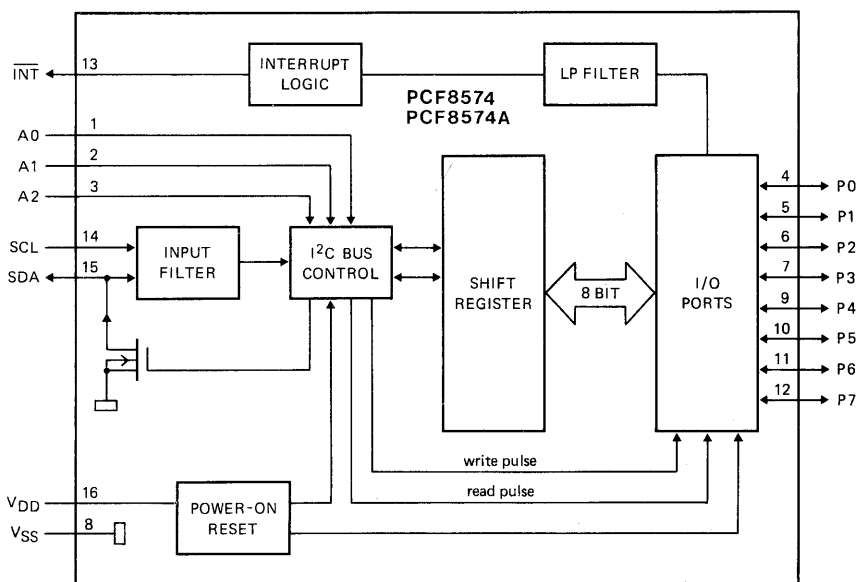 INT 13 INTERRUPT LOGIC LP FILTER
PCF8574
PCF8574A
A0 1
A1 2
A2 3
SCL 14
SDA 15
INPUT FILTER
I²C BUS CONTROL
SHIFT REGISTER
8 BIT
I/O PORTS
4 P0
5 P1
6 P2
7 P3
9 P4
10 P5
11 P6
12 P7
write pulse
read pulse
VDD 16
VSS 8
POWER-ON RESET